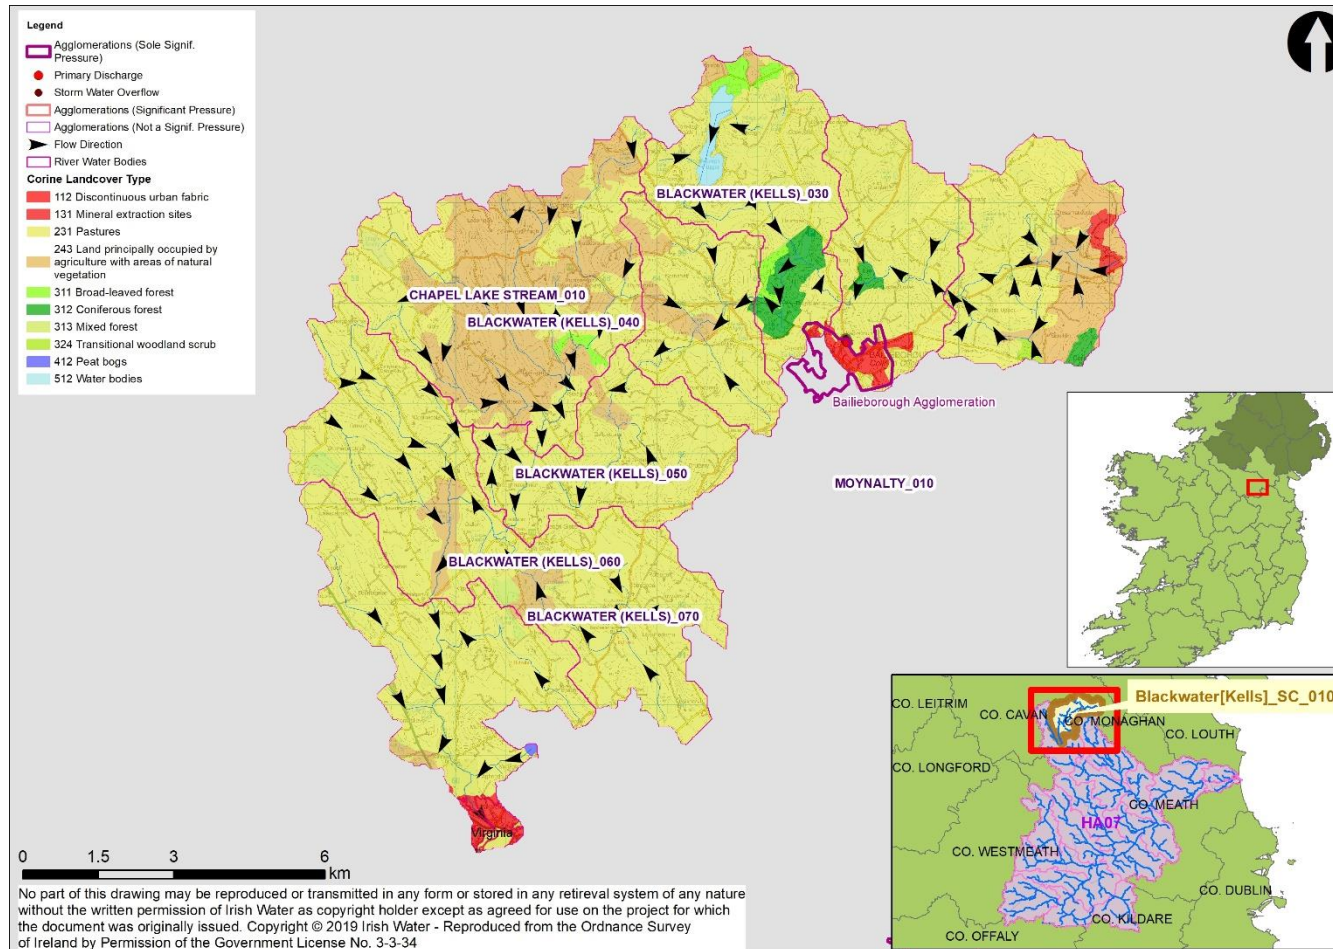 Legend
Agglomerations (Sole Signif.
Pressure)
Primary Discharge
Storm Water Overflow
Agglomerations (Significant Pressure)
Agglomerations (Not a Signif. Pressure)
Flow Direction
River Water Bodies
Corine Landcover Type
112 Discontinuous urban fabric
131 Mineral extraction sites
231 Pastures
243 Land principally occupied by
agriculture with areas of natural
vegetation
311 Broad-leaved forest
312 Coniferous forest
313 Mixed forest
324 Transitional woodland scrub
412 Peat bogs
512 Water bodies
BLACKWATER (KELLS)_030
CHAPEL LAKE STREAM_010
BLACKWATER (KELLS)_040
Bailieborough Agglomeration
BLACKWATER (KELLS)_050
MOYNALTY_010
BLACKWATER (KELLS)_060
BLACKWATER (KELLS)_070
Virginia
0 1.5 3 6
km
No part of this drawing may be reproduced or transmitted in any form or stored in any retireval system of any nature
without the written permission of Irish Water as copyright holder except as agreed for use on the project for which
the document was originally issued. Copyright © 2019 Irish Water - Reproduced from the Ordnance Survey
of Ireland by Permission of the Government License No. 3-3-34
Blackwater[Kells]_SC_010
CO. LEITRIM
CO. CAVAN
CO. MONAGHAN
CO. LOUTH
CO. LONGFORD
CO. MEATH
HA07
CO. WESTMEATH
CO. DUBLIN
CO. KILDARE
CO. OFFALY